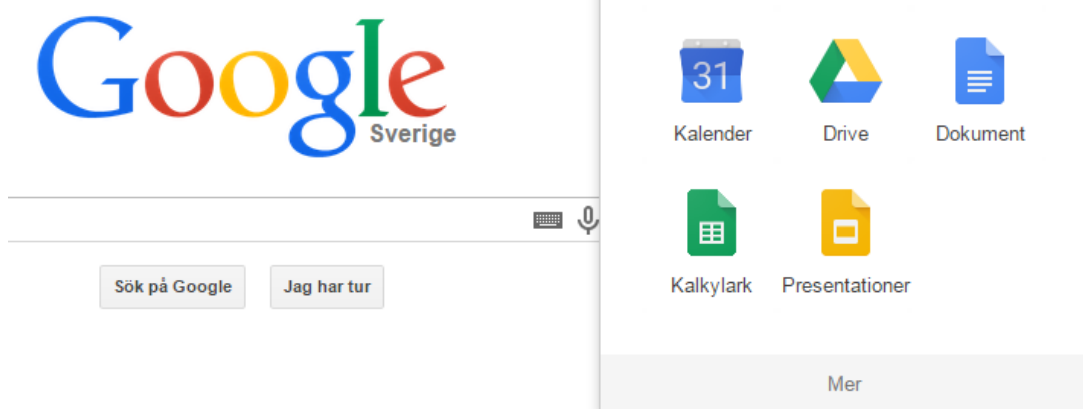 Google
Sverige
Sök på Google
Jag har tur
31
Kalender
Drive
Dokument
Kalkylark
Presentationer
Mer